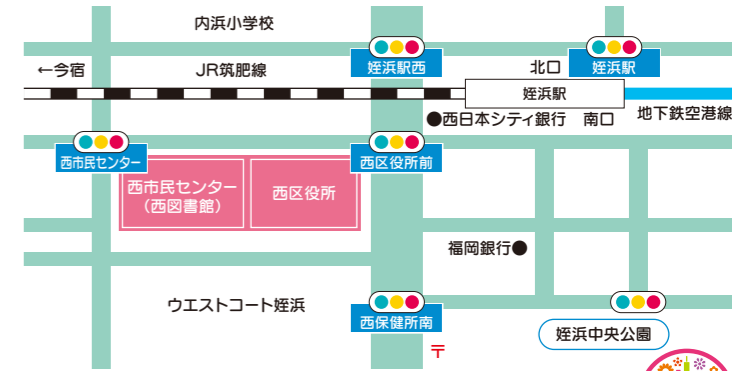 内浜小学校
姪浜駅西
姪浜駅
←今宿
JR筑肥線
北口
姪浜駅
地下鉄空港線
●西日本シティ銀行
南口
西市民センター
西区役所前
西市民センター
(西図書館)
西区役所
福岡銀行●
ウエストコート姪浜
西保健所南
姪浜中央公園
〒